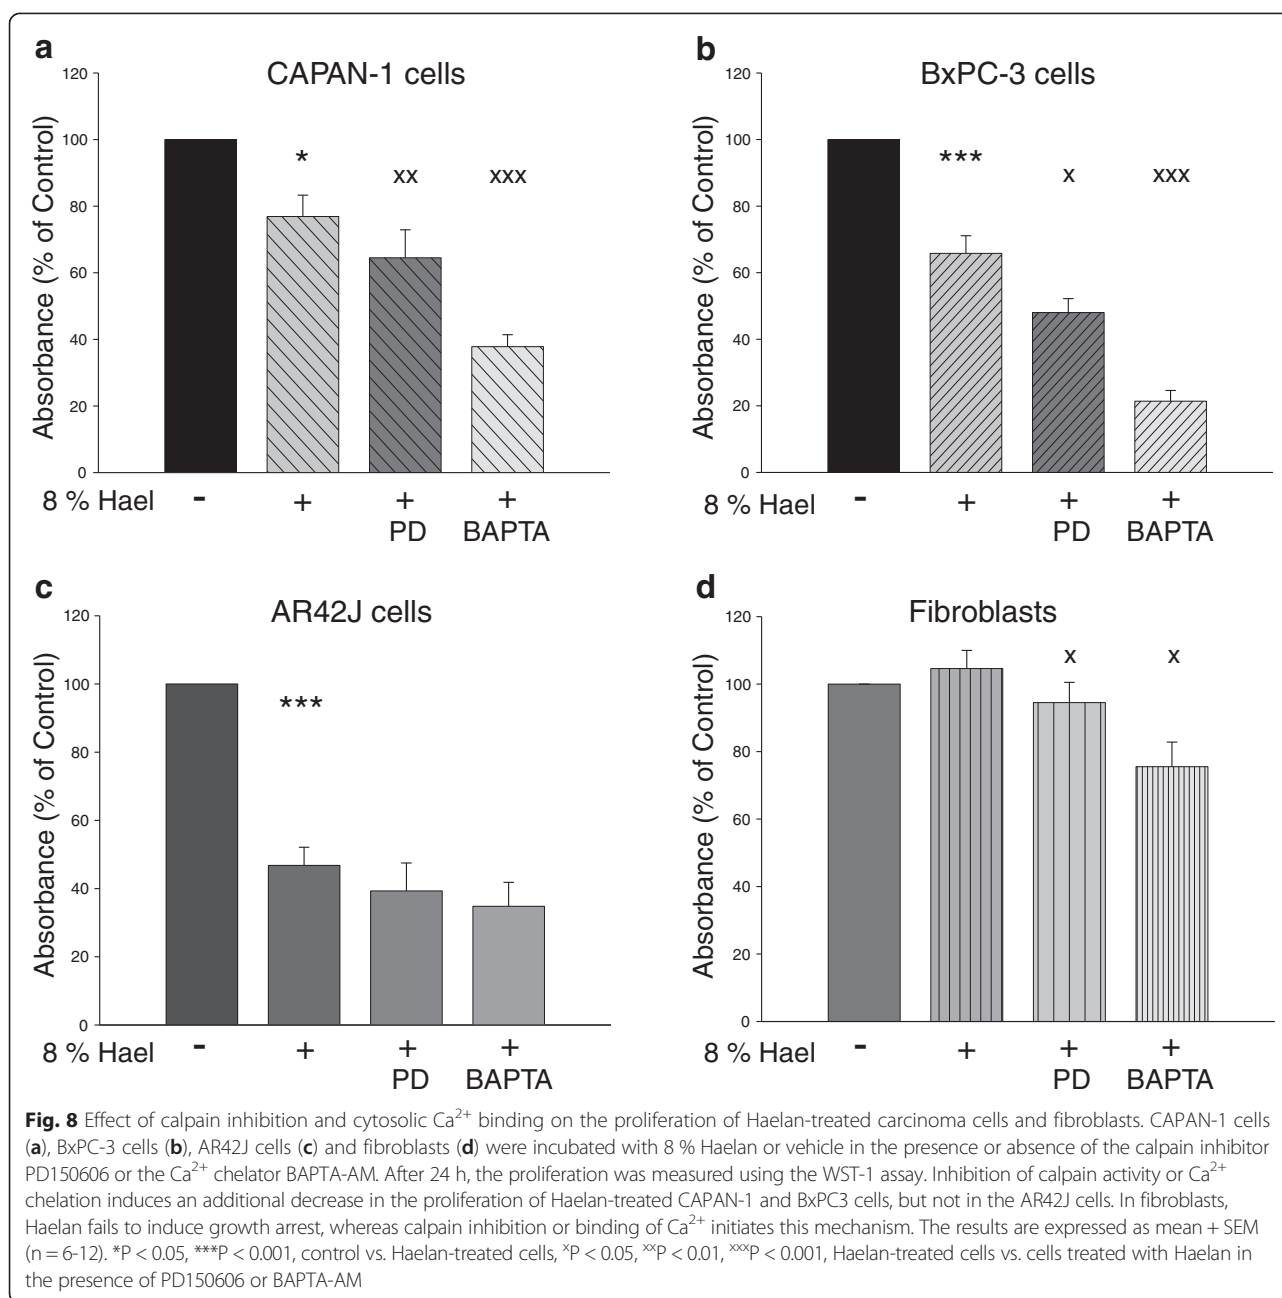 a
CAPAN-1 cells
Absorbance (% of Control)
120
100
80
60
40
20
0
*
xx
xxx
8 % Hael - + + +
PD BAPTA
b
BxPC-3 cells
Absorbance (% of Control)
120
100
80
60
40
20
0
***
x
xxx
8 % Hael - + + +
PD BAPTA
c
AR42J cells
Absorbance (% of Control)
120
100
80
60
40
20
0
***
8 % Hael - + + +
PD BAPTA
d
Fibroblasts
Absorbance (% of Control)
120
100
80
60
40
20
0
x
x
8 % Hael - + + +
PD BAPTA
Fig. 8 Effect of calpain inhibition and cytosolic Ca²⁺ binding on the proliferation of Haelan-treated carcinoma cells and fibroblasts. CAPAN-1 cells
(a), BxPC-3 cells (b), AR42J cells (c) and fibroblasts (d) were incubated with 8 % Haelan or vehicle in the presence or absence of the calpain inhibitor
PD150606 or the Ca²⁺ chelator BAPTA-AM. After 24 h, the proliferation was measured using the WST-1 assay. Inhibition of calpain activity or Ca²⁺
chelation induces an additional decrease in the proliferation of Haelan-treated CAPAN-1 and BxPC3 cells, but not in the AR42J cells. In fibroblasts,
Haelan fails to induce growth arrest, whereas calpain inhibition or binding of Ca²⁺ initiates this mechanism. The results are expressed as mean + SEM
(n = 6-12). *P < 0.05, ***P < 0.001, control vs. Haelan-treated cells, ˣP < 0.05, ˣˣP < 0.01, ˣˣˣP < 0.001, Haelan-treated cells vs. cells treated with Haelan in
the presence of PD150606 or BAPTA-AM